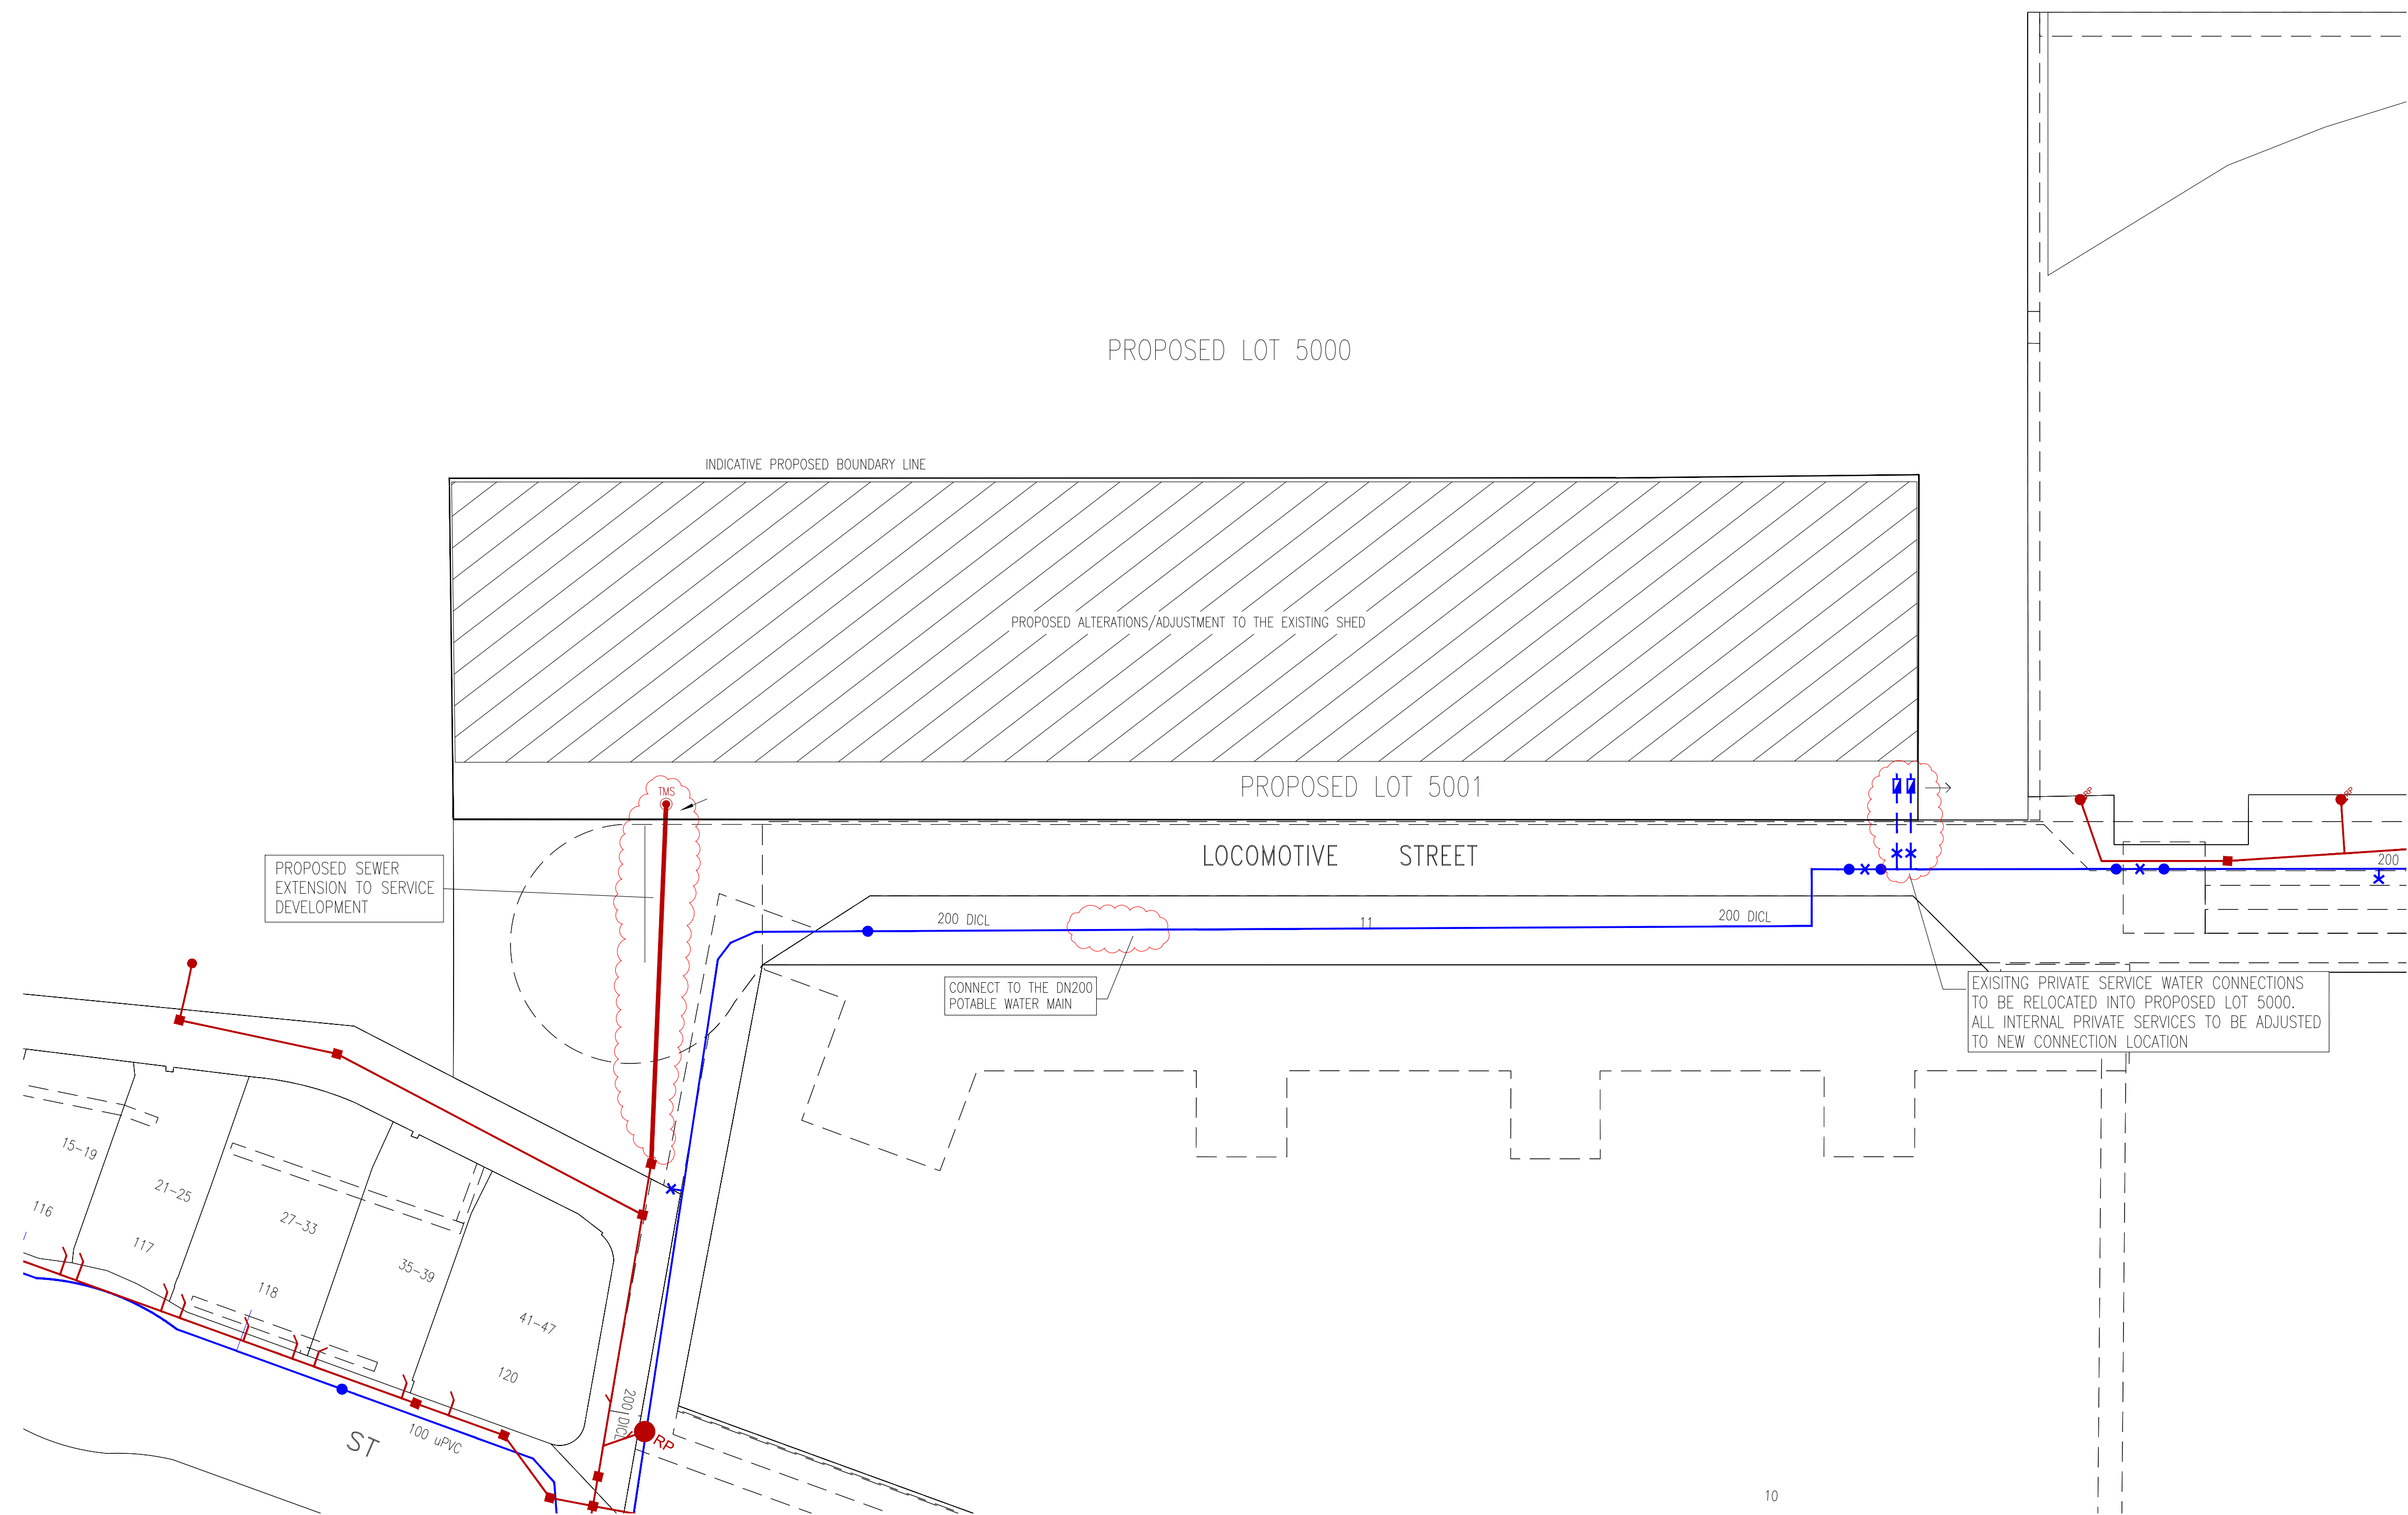 PROPOSED LOT 5000
INDICATIVE PROPOSED BOUNDARY LINE
PROPOSED ALTERATIONS/ADJUSTMENT TO THE EXISTING SHED
TMS
PROPOSED LOT 5001
RP
RP
LOCOMOTIVE STREET
200
PROPOSED SEWER
EXTENSION TO SERVICE
DEVELOPMENT
200 DICL
11
200 DICL
CONNECT TO THE DN200
POTABLE WATER MAIN
EXISITNG PRIVATE SERVICE WATER CONNECTIONS
TO BE RELOCATED INTO PROPOSED LOT 5000.
ALL INTERNAL PRIVATE SERVICES TO BE ADJUSTED
TO NEW CONNECTION LOCATION
15-19
21-25
27-33
35-39
41-47
116
117
118
120
200 DICL
RP
100 uPVC
ST
10